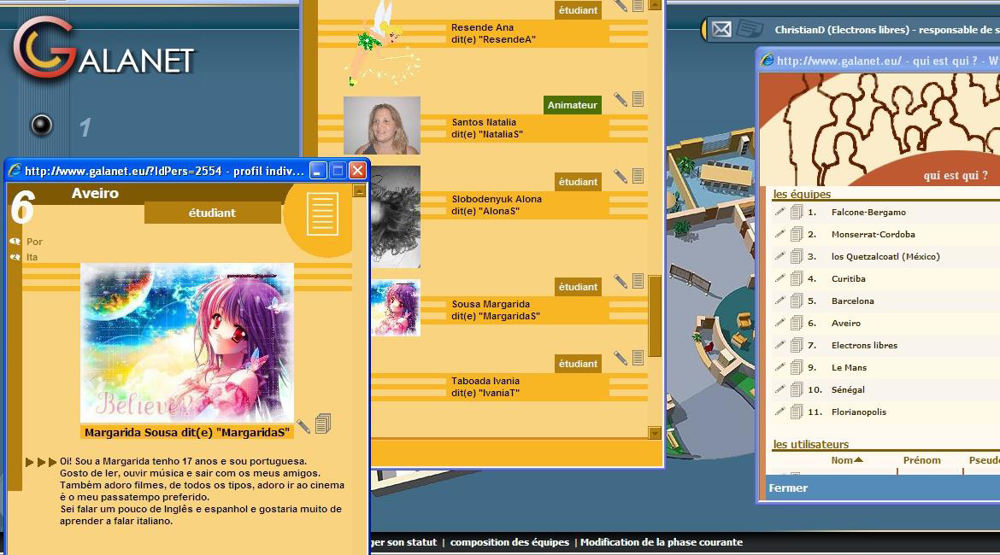 GALANET
1
étudiant
Resende Ana
dit(e) "ResendeA"
Animateur
Santos Natalia
dit(e) "NataliaS"
étudiant
Slobodenyuk Alona
dit(e) "AlonaS"
étudiant
Sousa Margarida
dit(e) "MargaridaS"
étudiant
Taboada Ivania
dit(e) "IvaniaT"
http://www.galanet.eu/?IdPers=2554 - profil indiv...
6
Aveiro
étudiant
Por
Ita
Believe
Margarida Sousa dit(e) "MargaridaS"
Oi! Sou a Margarida tenho 17 anos e sou portuguesa.
Gosto de ler, ouvir música e sair com os meus amigos.
Também adoro filmes, de todos os tipos, adoro ir ao cinema
é o meu passatempo preferido.
Sei falar um pouco de Inglês e espanhol e gostaria muito de
aprender a falar italiano.
ChristianD (Electrons libres) - responsable de s
http://www.galanet.eu/ - qui est qui ? - W
qui est qui ?
les équipes
1. Falcone-Bergamo
2. Monserrat-Cordoba
3. los Quetzalcoatl (México)
4. Curitiba
5. Barcelona
6. Aveiro
7. Electrons libres
9. Le Mans
10. Sénégal
11. Florianopolis
les utilisateurs
Nom Prénom Pseudo
Fermer
ger son statut | composition des équipes | Modification de la phase courante